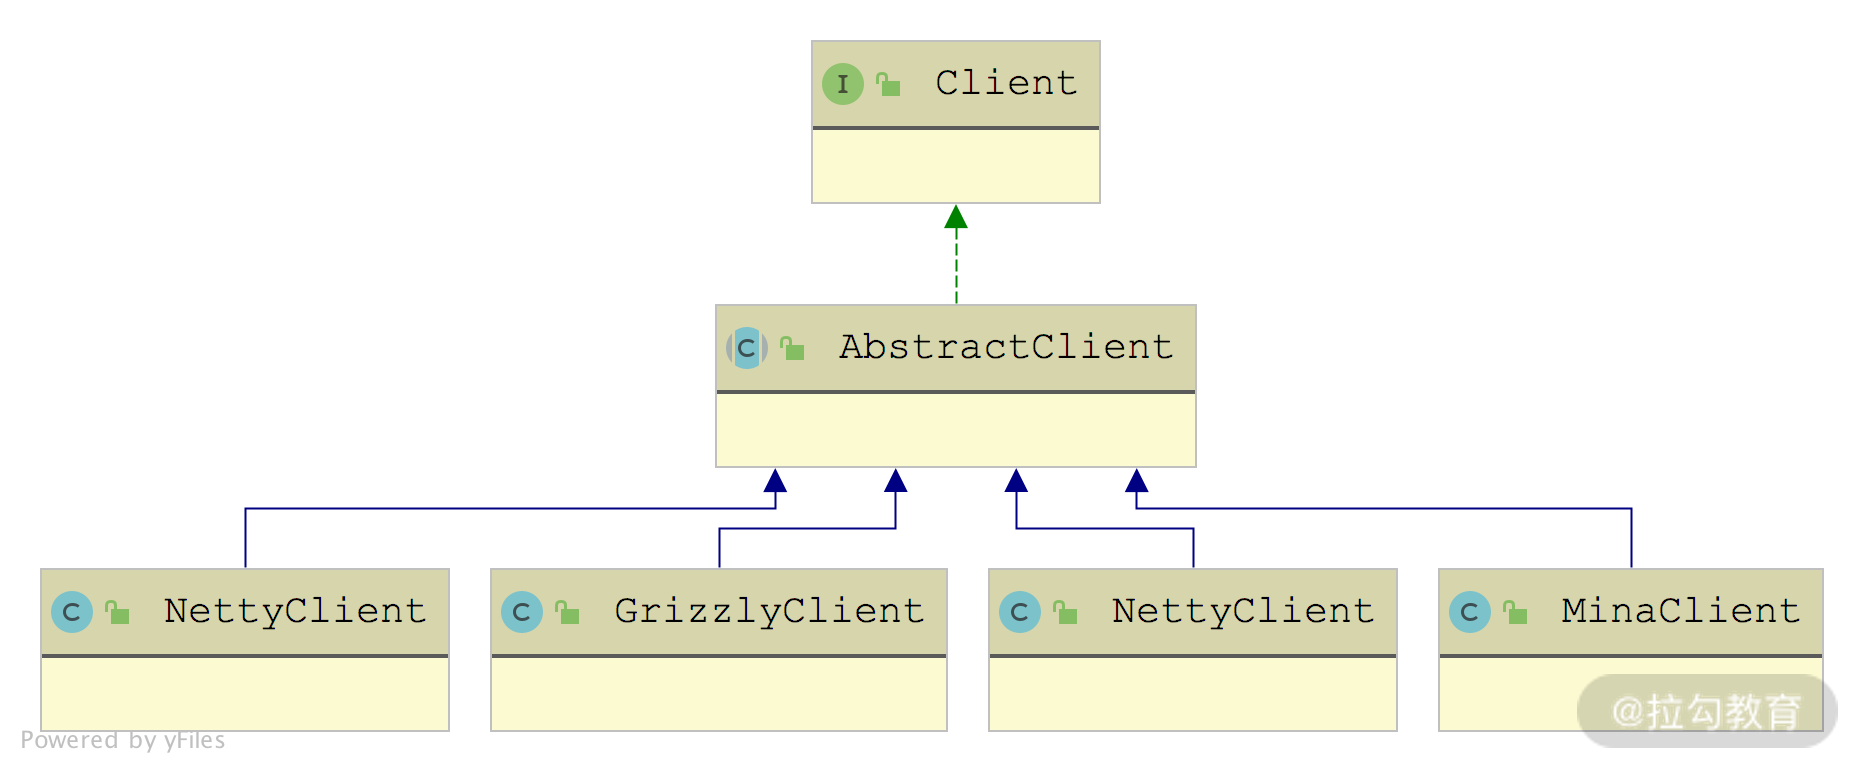 I Client
C AbstractClient
C NettyClient
C GrizzlyClient
C NettyClient
C MinaClient
@拉勾教育
Powered by yFiles